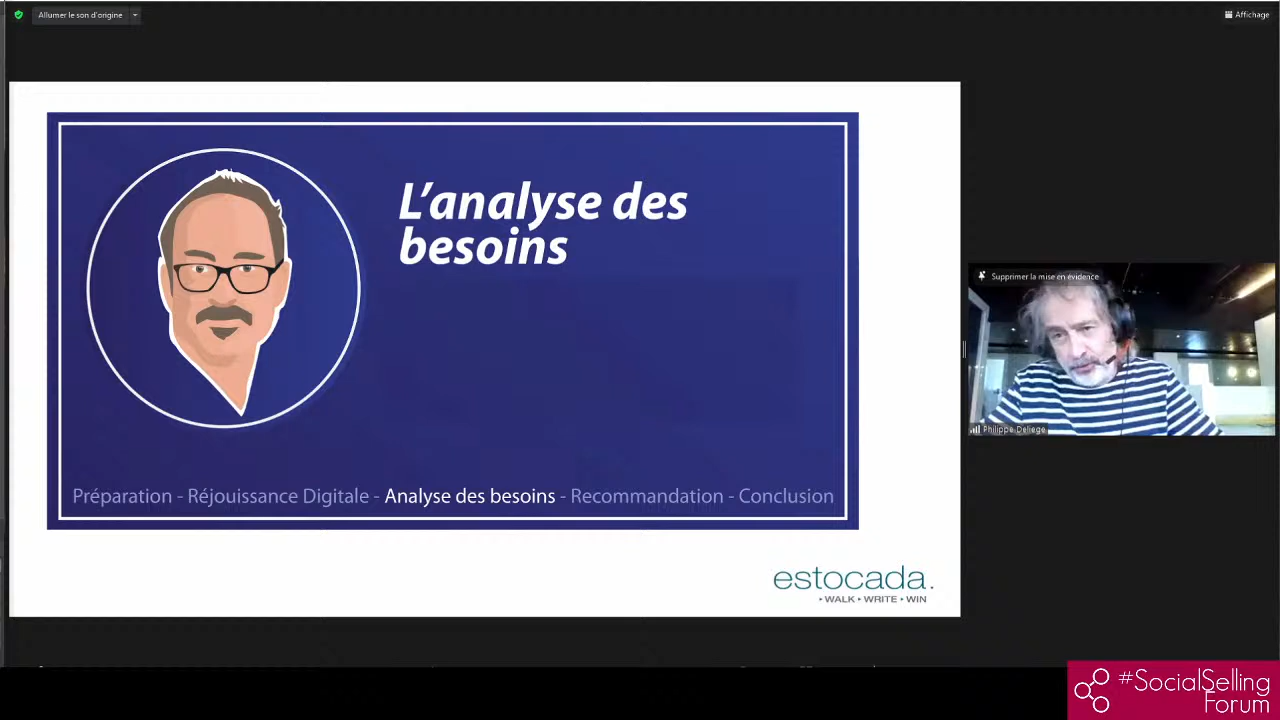 Allumer le son d'origine
Affichage
L'analyse des
besoins
Préparation - Réjouissance Digitale - Analyse des besoins - Recommandation - Conclusion
estocada.
• WALK • WRITE • WIN
Supprimer la mise en évidence
Philippe Deliege
#SocialSelling
Forum